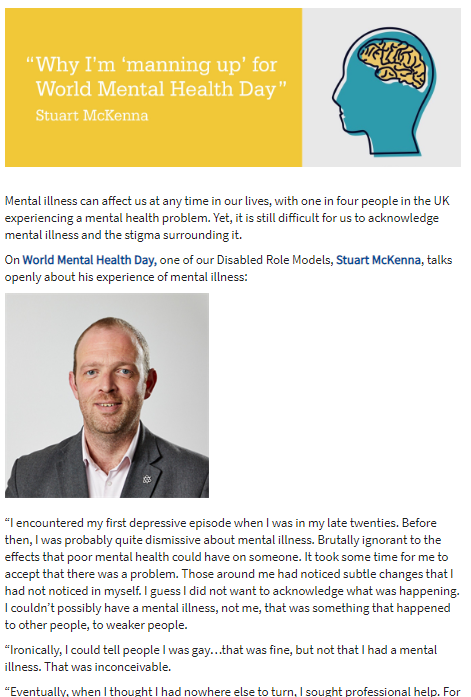 “Why I’m ‘manning up’ for
World Mental Health Day”
Stuart McKenna
Mental illness can affect us at any time in our lives, with one in four people in the UK
experiencing a mental health problem. Yet, it is still difficult for us to acknowledge
mental illness and the stigma surrounding it.
On World Mental Health Day, one of our Disabled Role Models, Stuart McKenna, talks
openly about his experience of mental illness:
“I encountered my first depressive episode when I was in my late twenties. Before
then, I was probably quite dismissive about mental illness. Brutally ignorant to the
effects that poor mental health could have on someone. It took some time for me to
accept that there was a problem. Those around me had noticed subtle changes that I
had not noticed in myself. I guess I did not want to acknowledge what was happening.
I couldn’t possibly have a mental illness, not me, that was something that happened
to other people, to weaker people.
“Ironically, I could tell people I was gay…that was fine, but not that I had a mental
illness. That was inconceivable.
“Eventually, when I thought I had nowhere else to turn, I sought professional help. For